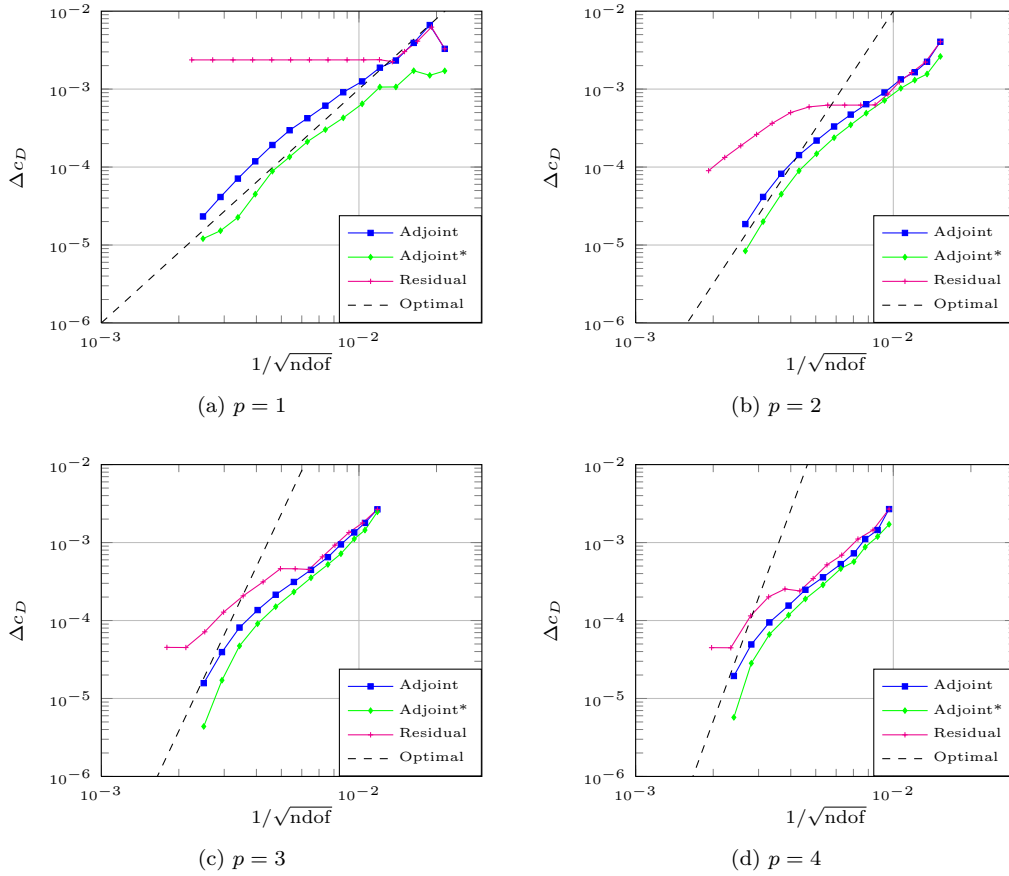 10^−2
10^−3
10^−4
10^−5
10^−6
Δc_D
10^−3
10^−2
1/√ndof
Adjoint
Adjoint*
Residual
Optimal
(a) p = 1
10^−2
10^−3
10^−4
10^−5
10^−6
Δc_D
10^−3
10^−2
1/√ndof
Adjoint
Adjoint*
Residual
Optimal
(b) p = 2
10^−2
10^−3
10^−4
10^−5
10^−6
Δc_D
10^−3
10^−2
1/√ndof
Adjoint
Adjoint*
Residual
Optimal
(c) p = 3
10^−2
10^−3
10^−4
10^−5
10^−6
Δc_D
10^−3
10^−2
1/√ndof
Adjoint
Adjoint*
Residual
Optimal
(d) p = 4